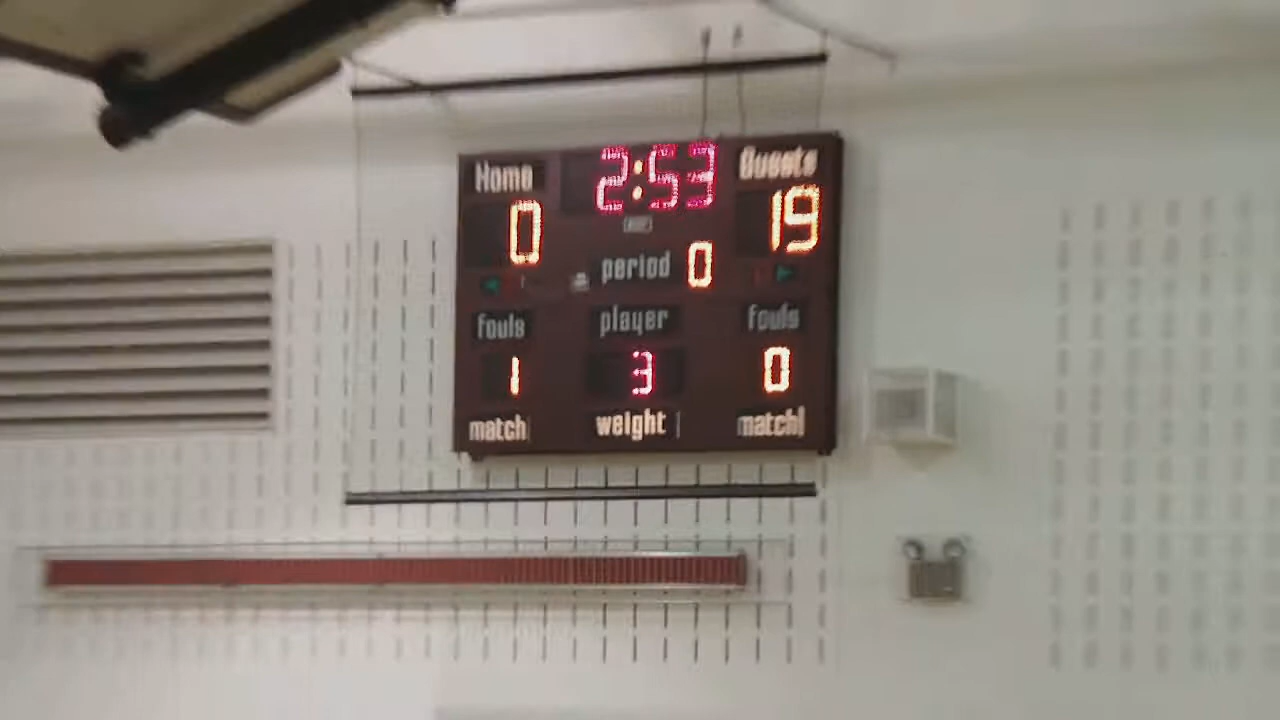 Home 2:53 Guests
0 19
period 0
fouls player fouls
1 3 0
match weight match